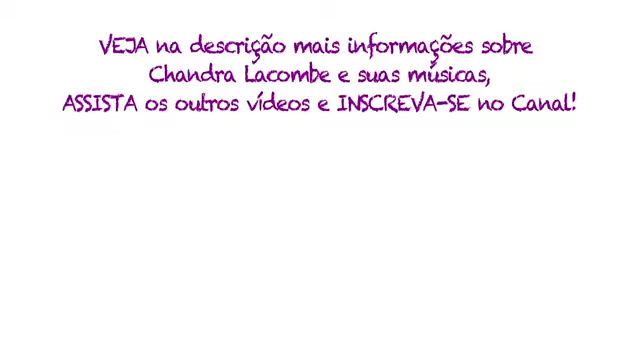 VEJA na descrição mais informações sobre
Chandra Lacombe e suas músicas,
ASSISTA os outros vídeos e INSCREVA-SE no Canal!